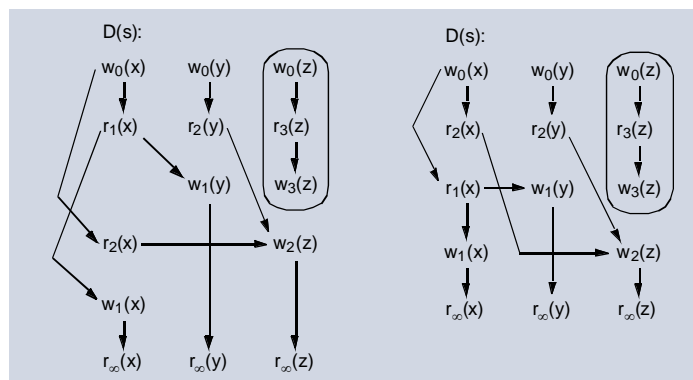 D(s):
w₀(x) w₀(y) w₀(z)
r₁(x) r₂(y) r₃(z)
w₁(y) w₃(z)
r₂(x) w₂(z)
w₁(x)
r∞(x) r∞(y) r∞(z)
D(s):
w₀(x) w₀(y) w₀(z)
r₂(x) r₂(y) r₃(z)
r₁(x) w₁(y) w₃(z)
w₁(x) w₂(z)
r∞(x) r∞(y) r∞(z)